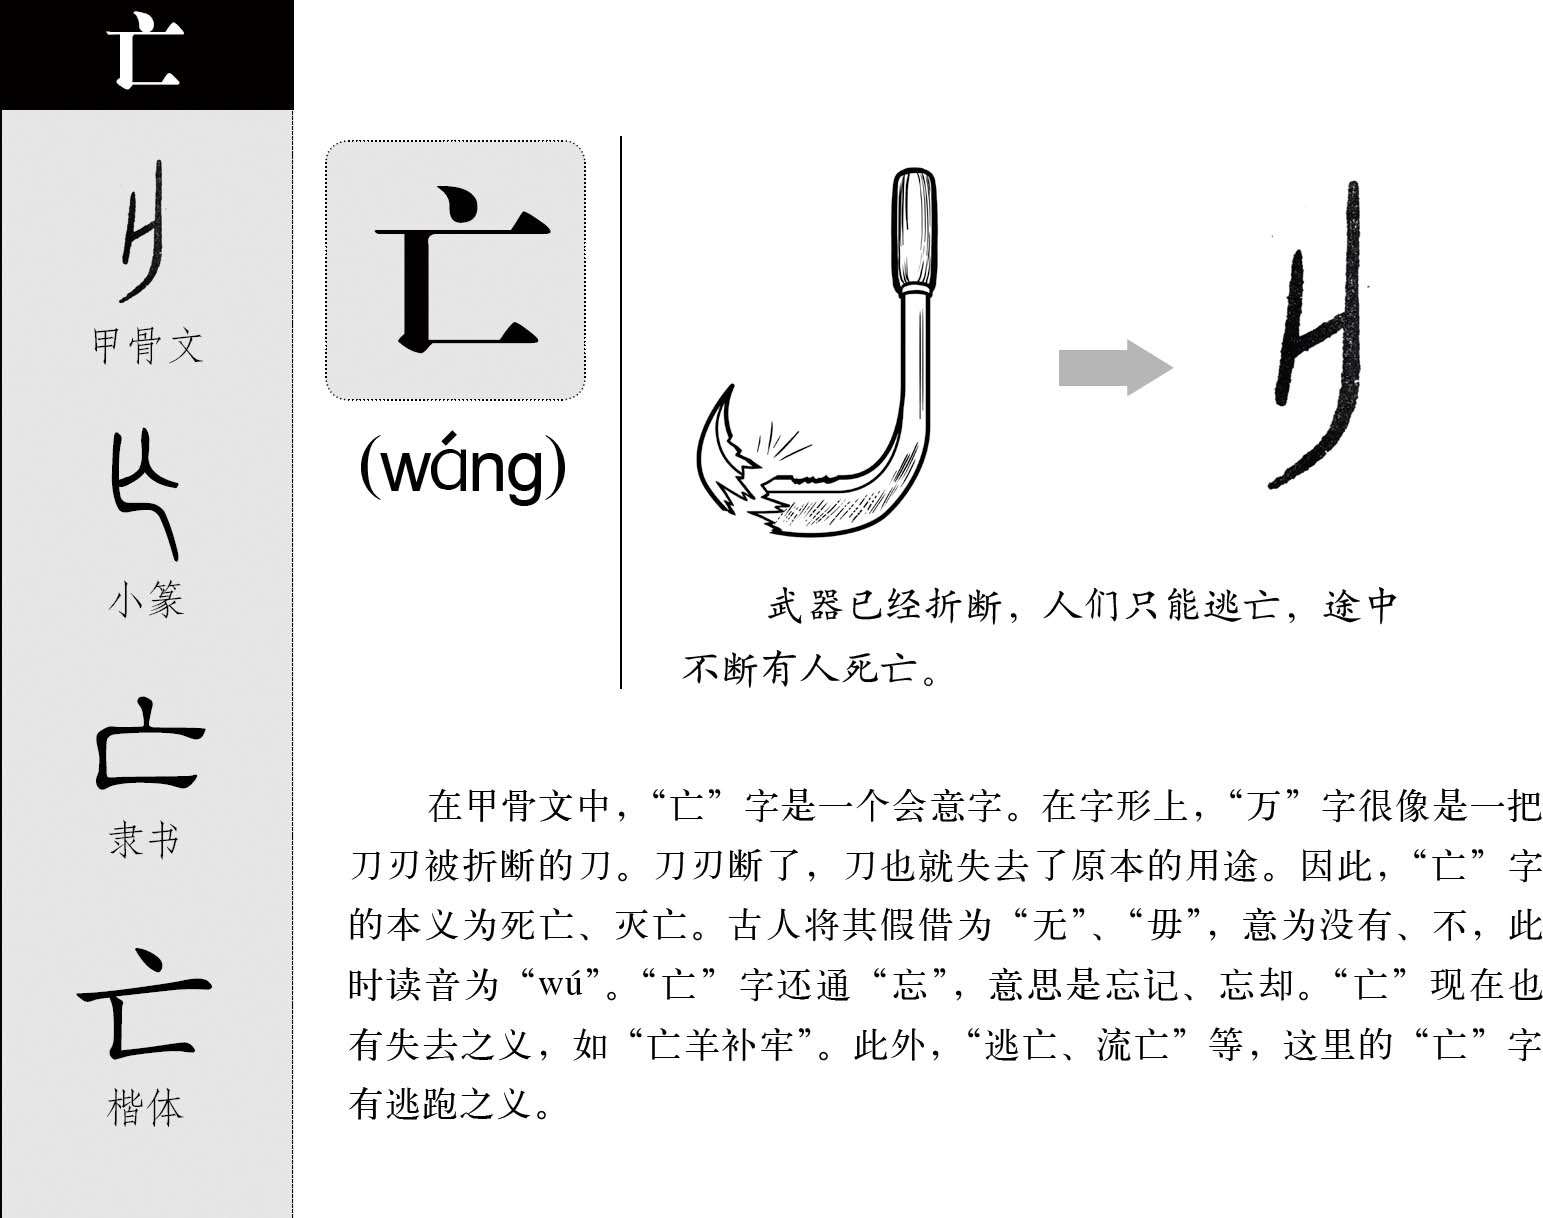 亡
甲骨文
小篆
隶书
楷体
亡
(wáng)
武器已经折断，人们只能逃亡，途中
不断有人死亡。
在甲骨文中，“亡”字是一个会意字。在字形上，“万”字很像是一把
刀刃被折断的刀。刀刃断了，刀也就失去了原本的用途。因此，“亡”字
的本义为死亡、灭亡。古人将其假借为“无”、“毋”，意为没有、不，此
时读音为“wú”。“亡”字还通“忘”，意思是忘记、忘却。“亡”现在也
有失去之义，如“亡羊补牢”。此外，“逃亡、流亡”等，这里的“亡”字
有逃跑之义。